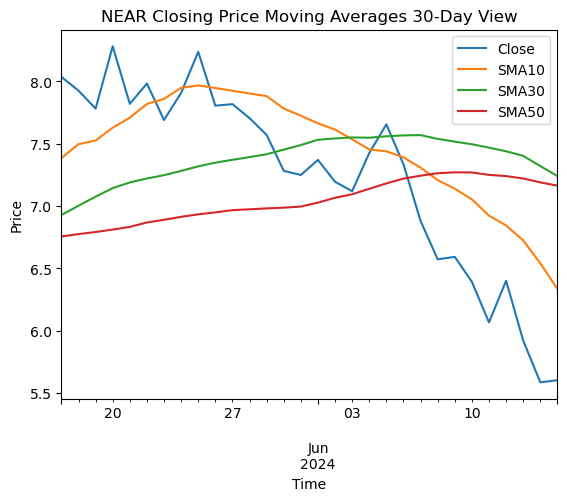 NEAR Closing Price Moving Averages 30-Day View
Close
SMA10
SMA30
SMA50
8.0
7.5
7.0
6.5
6.0
5.5
Price
20
27
03
10
Jun
2024
Time